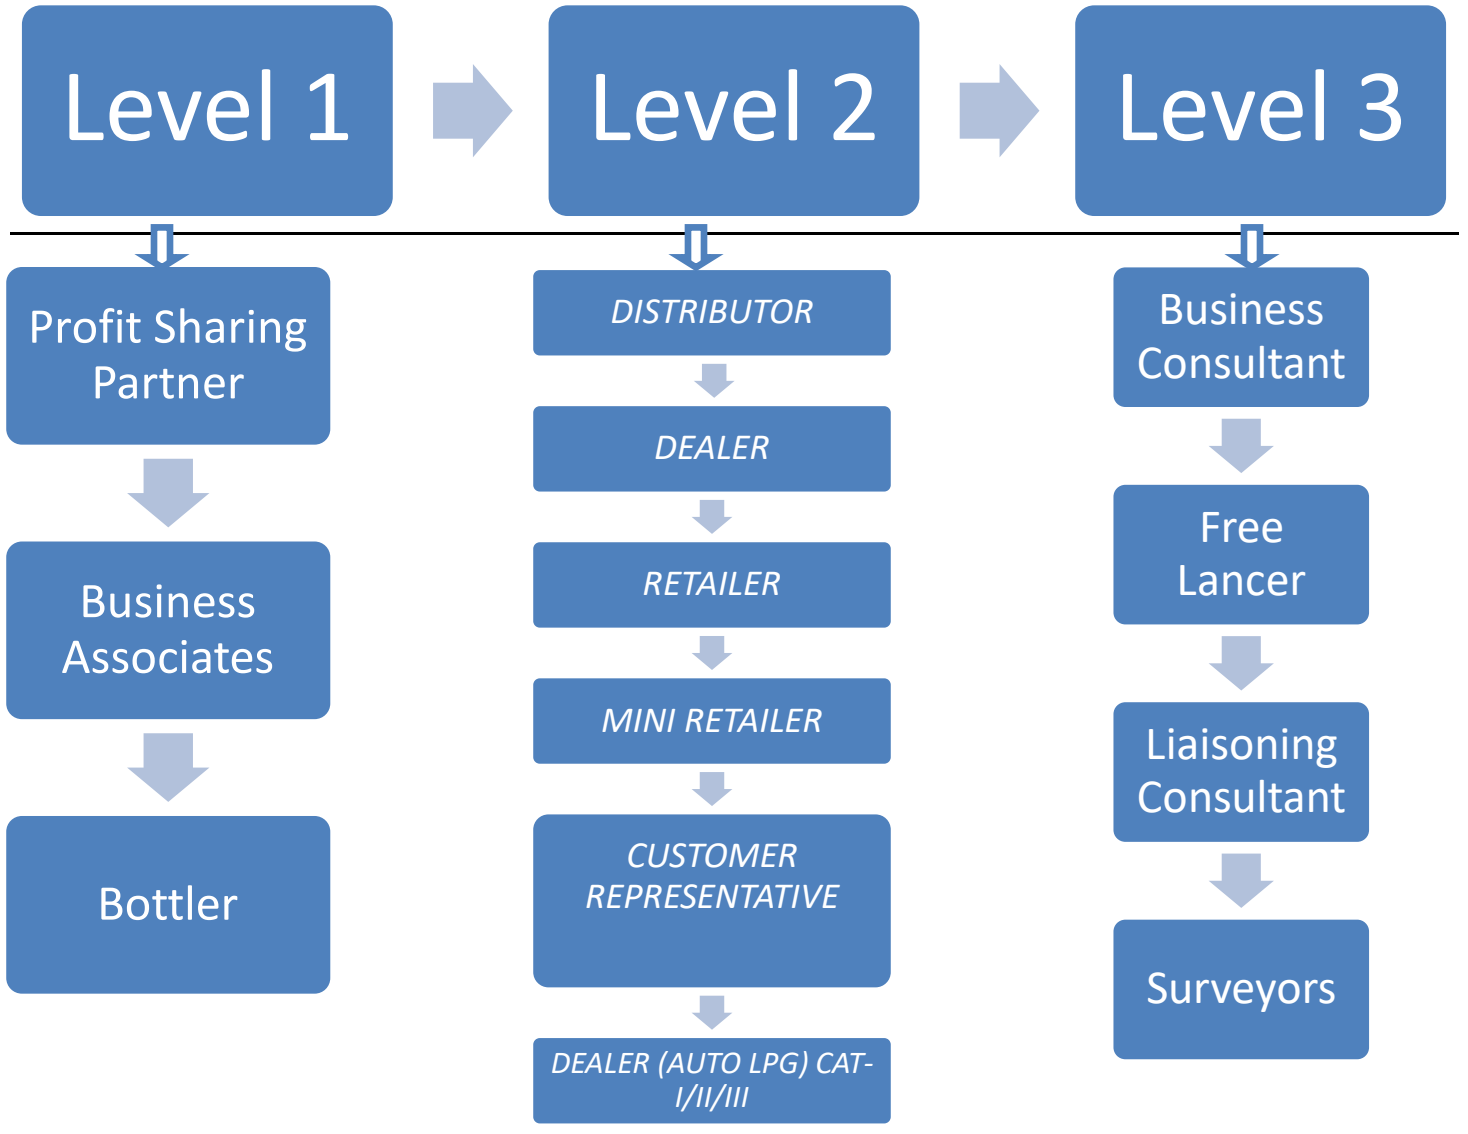 Level 1
Level 2
Level 3
Profit Sharing
Partner
Business
Associates
Bottler
DISTRIBUTOR
DEALER
RETAILER
MINI RETAILER
CUSTOMER
REPRESENTATIVE
DEALER (AUTO LPG) CAT-
I/II/III
Business
Consultant
Free
Lancer
Liaisoning
Consultant
Surveyors